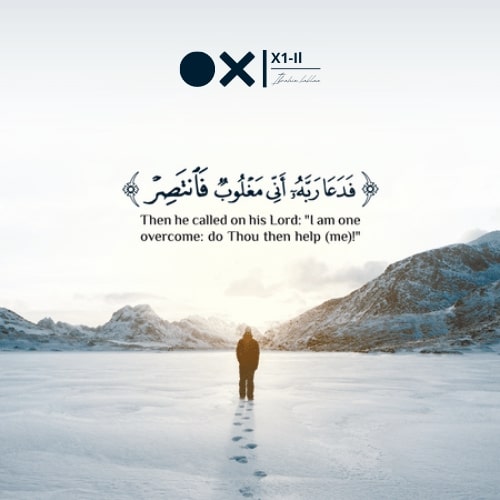 X1-II
﴿فَدَعَا رَبَّهُۥٓ أَنِّى مَغْلُوبٌ فَٱنتَصِرْ﴾
Then he called on his Lord: "I am one
overcome: do Thou then help (me)!"